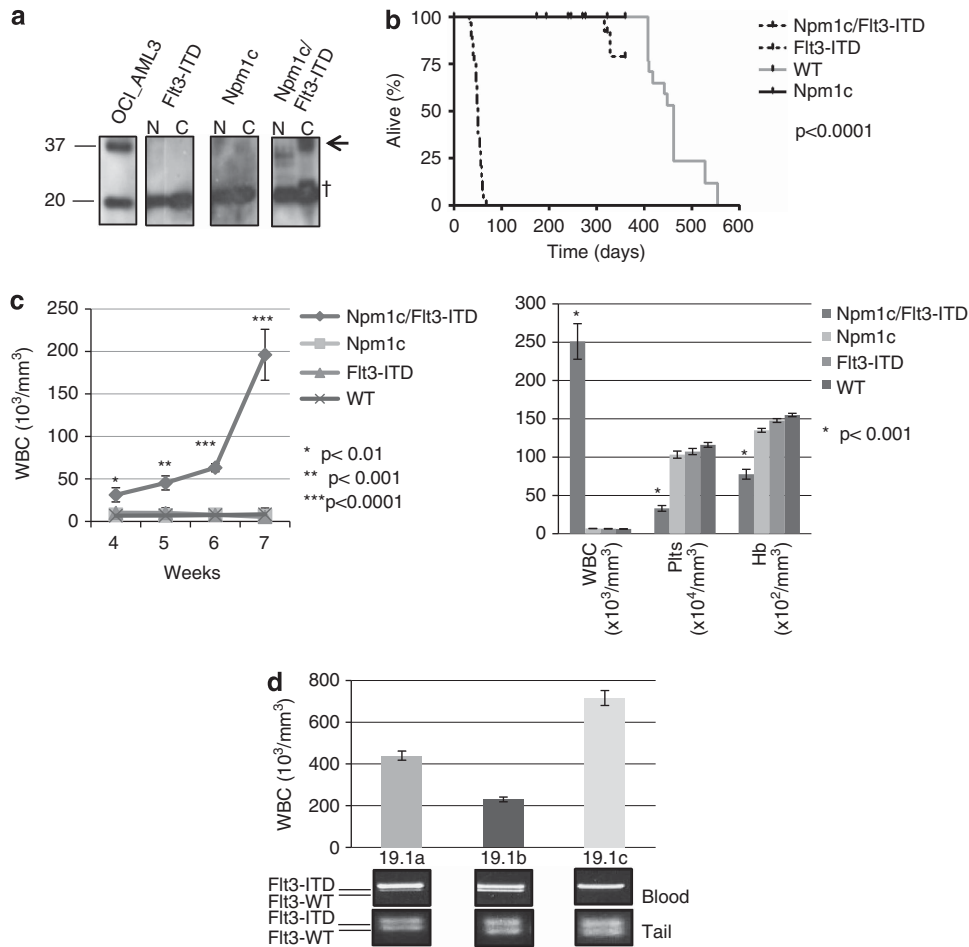 a
OCI_AML3
Flt3-ITD
Npm1c
Npm1c/
Flt3-ITD
N C N C N C
37
20
†
b
Alive (%)
100
75
50
25
0
0 100 200 300 400 500 600
Time (days)
Npm1c/Flt3-ITD
Flt3-ITD
WT
Npm1c
p<0.0001
c
WBC (10³/mm³)
250
200
150
100
50
0
* ** *** ***
4 5 6 7
Weeks
Npm1c/Flt3-ITD
Npm1c
Flt3-ITD
WT
* p< 0.01
** p< 0.001
***p<0.0001
300
250
200
150
100
50
0
* * *
WBC
(x10³/mm³)
Plts
(x10⁴/mm³)
Hb
(x10²/mm³)
Npm1c/Flt3-ITD
Npm1c
Flt3-ITD
WT
* p< 0.001
d
WBC (10³/mm³)
800
600
400
200
0
19.1a 19.1b 19.1c
Flt3-ITD
Flt3-WT
Blood
Flt3-ITD
Flt3-WT
Tail